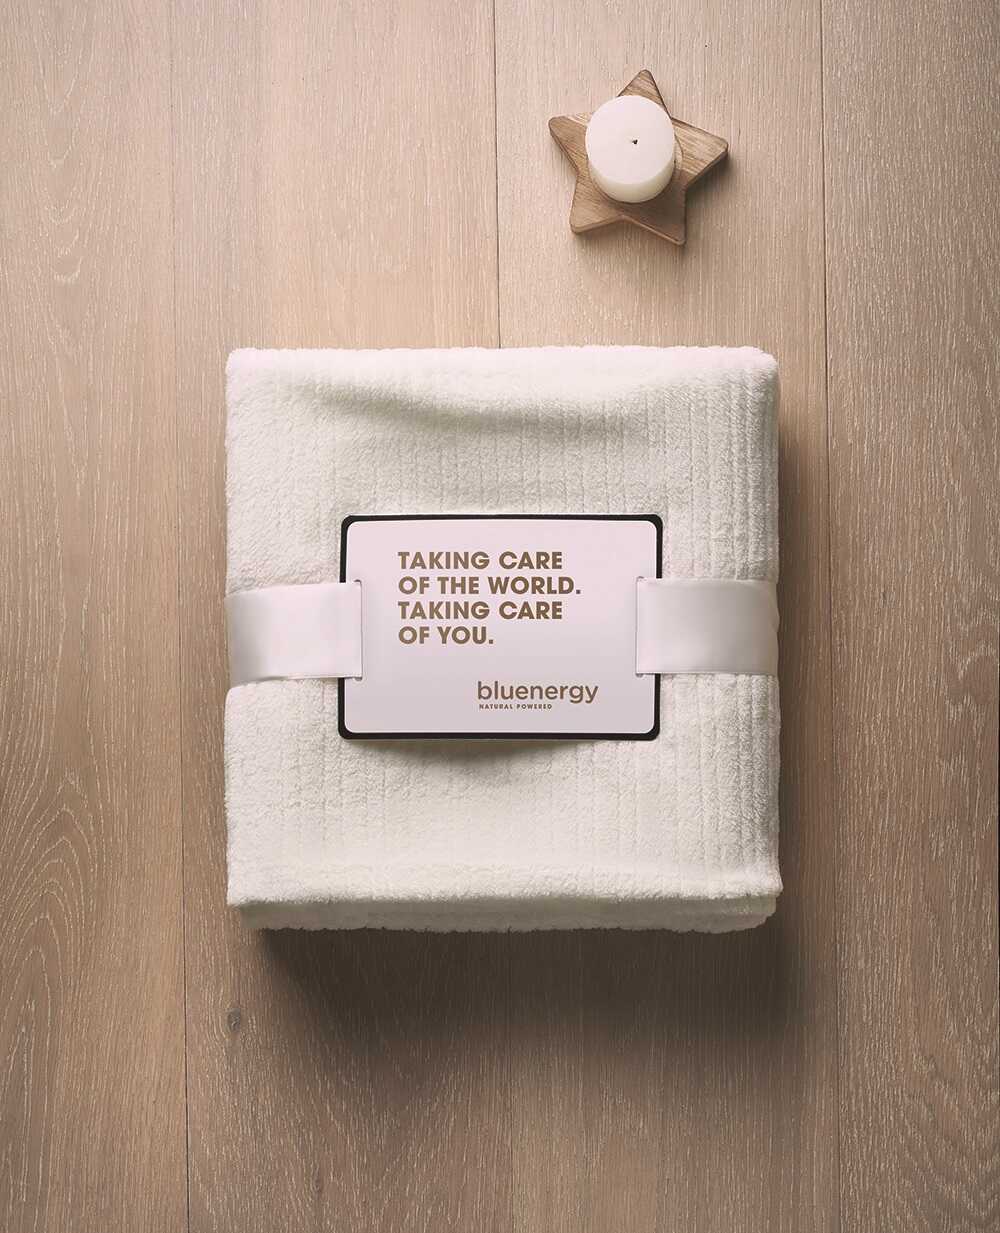 TAKING CARE
OF THE WORLD.
TAKING CARE
OF YOU.
bluenergy
NATURAL POWERED